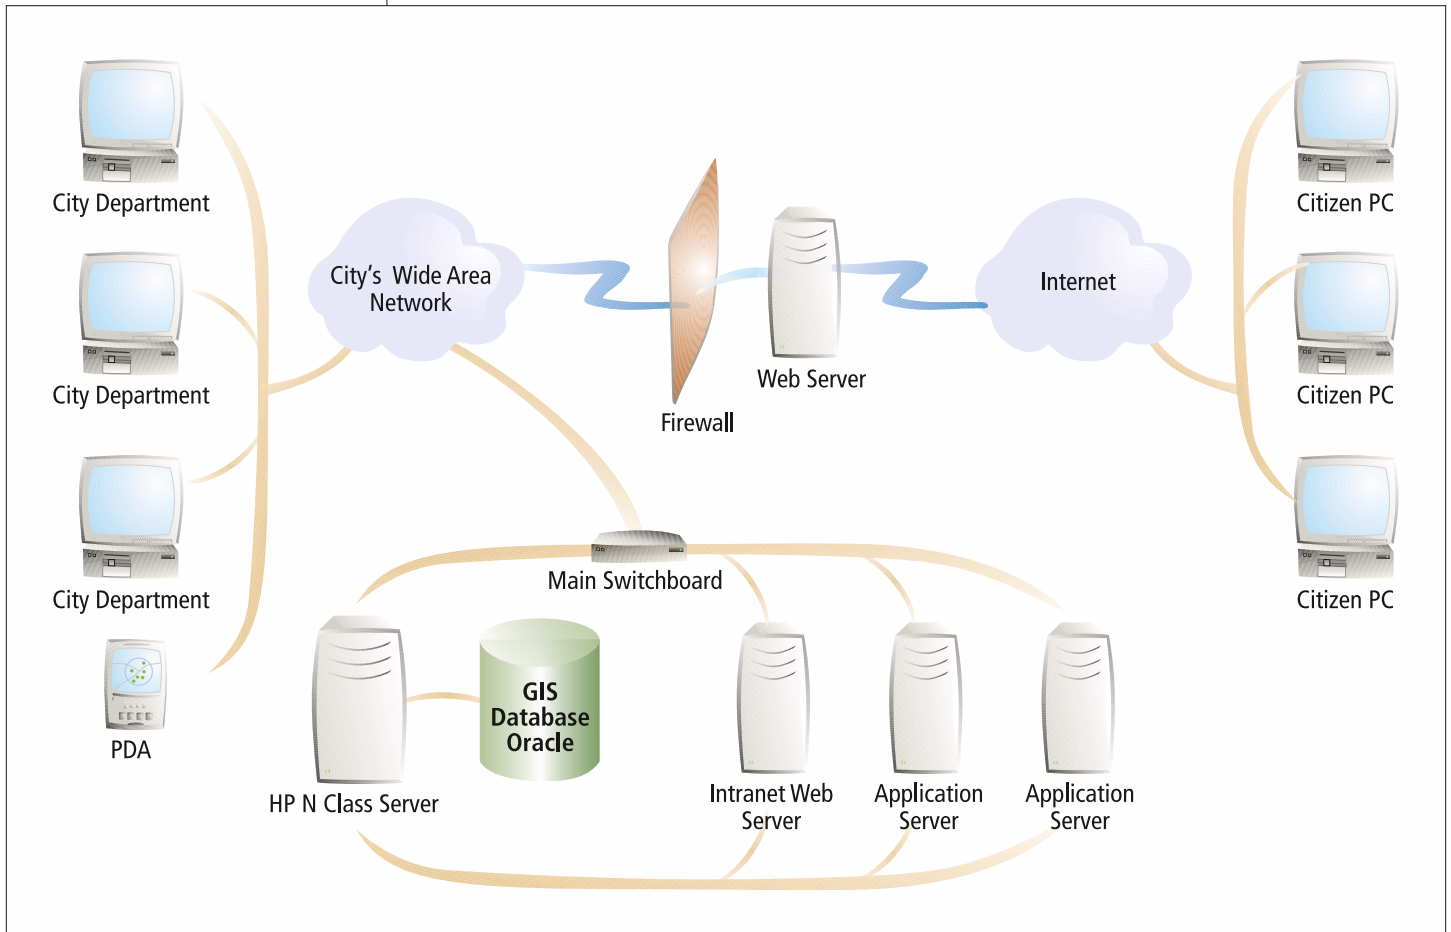 City Department
Citizen PC
City's Wide Area
Network
Internet
Web Server
City Department
Citizen PC
Firewall
Main Switchboard
City Department
Citizen PC
GIS
Database
Oracle
PDA
HP N Class Server
Intranet Web
Server
Application
Server
Application
Server